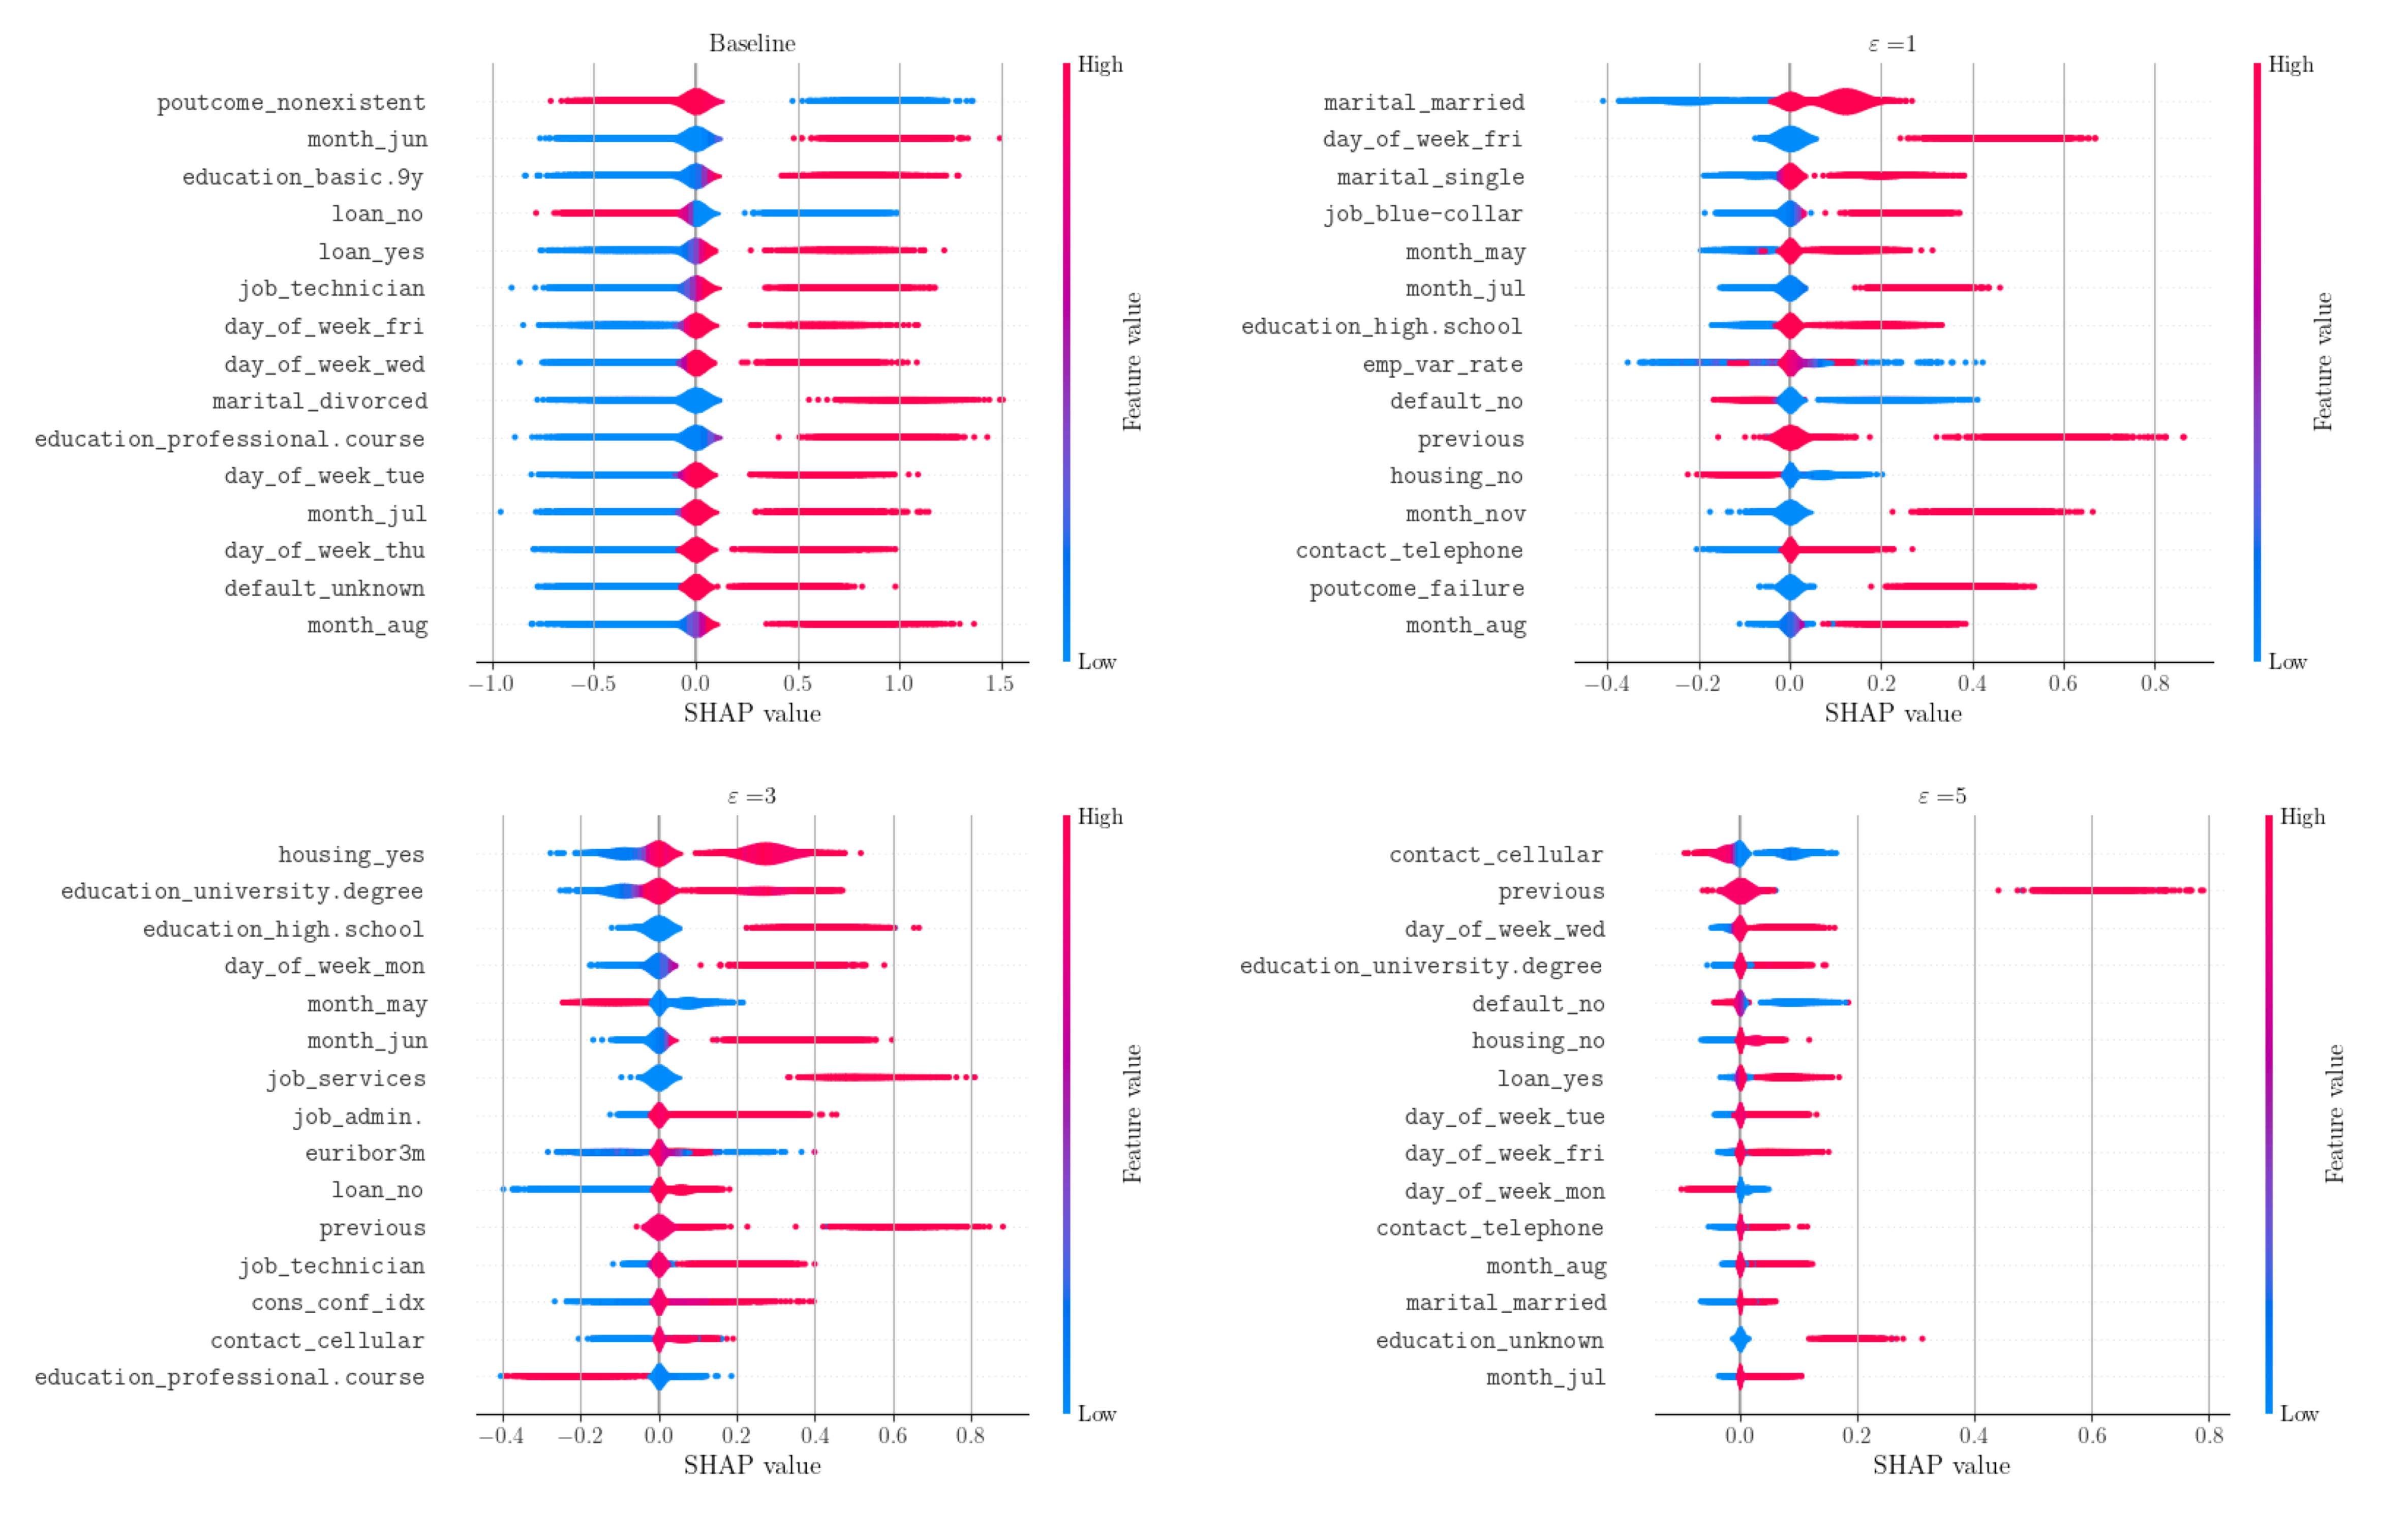 Baseline
High
poutcome_nonexistent
month_jun
education_basic.9y
loan_no
loan_yes
job_technician
day_of_week_fri
day_of_week_wed
marital_divorced
education_professional.course
day_of_week_tue
month_jul
day_of_week_thu
default_unknown
month_aug
Feature value
Low
−1.0 −0.5 0.0 0.5 1.0 1.5
SHAP value
ε =1
High
marital_married
day_of_week_fri
marital_single
job_blue-collar
month_may
month_jul
education_high.school
emp_var_rate
default_no
previous
housing_no
month_nov
contact_telephone
poutcome_failure
month_aug
Feature value
Low
−0.4 −0.2 0.0 0.2 0.4 0.6 0.8
SHAP value
ε =3
High
housing_yes
education_university.degree
education_high.school
day_of_week_mon
month_may
month_jun
job_services
job_admin.
euribor3m
loan_no
previous
job_technician
cons_conf_idx
contact_cellular
education_professional.course
Feature value
Low
−0.4 −0.2 0.0 0.2 0.4 0.6 0.8
SHAP value
ε =5
High
contact_cellular
previous
day_of_week_wed
education_university.degree
default_no
housing_no
loan_yes
day_of_week_tue
day_of_week_fri
day_of_week_mon
contact_telephone
month_aug
marital_married
education_unknown
month_jul
Feature value
Low
0.0 0.2 0.4 0.6 0.8
SHAP value